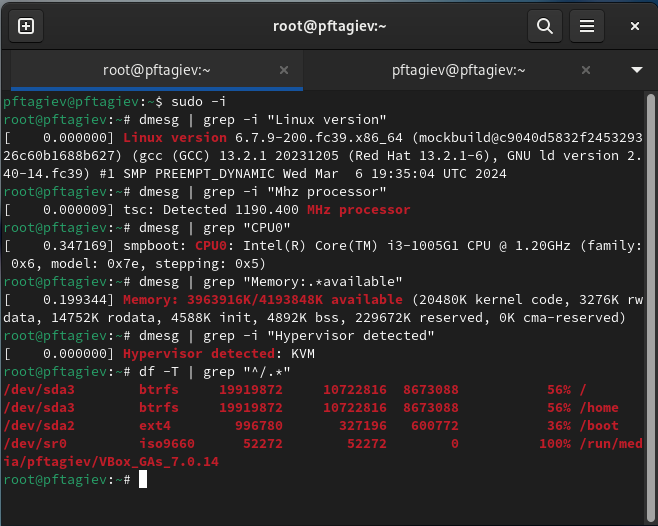 root@pftagiev:~
root@pftagiev:~ × pftagiev@pftagiev:~ ×
pftagiev@pftagiev:~$ sudo -i
root@pftagiev:~# dmesg | grep -i "Linux version"
[    0.000000] Linux version 6.7.9-200.fc39.x86_64 (mockbuild@c9040d5832f2453293
26c60b1688b627) (gcc (GCC) 13.2.1 20231205 (Red Hat 13.2.1-6), GNU ld version 2.
40-14.fc39) #1 SMP PREEMPT_DYNAMIC Wed Mar  6 19:35:04 UTC 2024
root@pftagiev:~# dmesg | grep -i "Mhz processor"
[    0.000009] tsc: Detected 1190.400 MHz processor
root@pftagiev:~# dmesg | grep "CPU0"
[    0.347169] smpboot: CPU0: Intel(R) Core(TM) i3-1005G1 CPU @ 1.20GHz (family:
 0x6, model: 0x7e, stepping: 0x5)
root@pftagiev:~# dmesg | grep "Memory:.*available"
[    0.199344] Memory: 3963916K/4193848K available (20480K kernel code, 3276K rw
data, 14752K rodata, 4588K init, 4892K bss, 229672K reserved, 0K cma-reserved)
root@pftagiev:~# dmesg | grep -i "Hypervisor detected"
[    0.000000] Hypervisor detected: KVM
root@pftagiev:~# df -T | grep "^/.*"
/dev/sda3      btrfs    19919872    10722816  8673088          56% /
/dev/sda3      btrfs    19919872    10722816  8673088          56% /home
/dev/sda2      ext4       996780      327196   600772          36% /boot
/dev/sr0       iso9660     52272       52272        0         100% /run/med
ia/pftagiev/VBox_GAs_7.0.14
root@pftagiev:~#